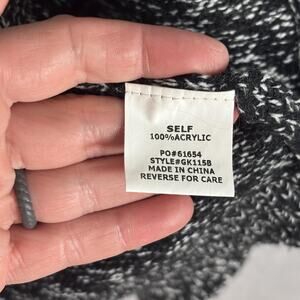 SELF
100%ACRYLIC
PO#61654
STYLE#GK115B
MADE IN CHINA
REVERSE FOR CARE